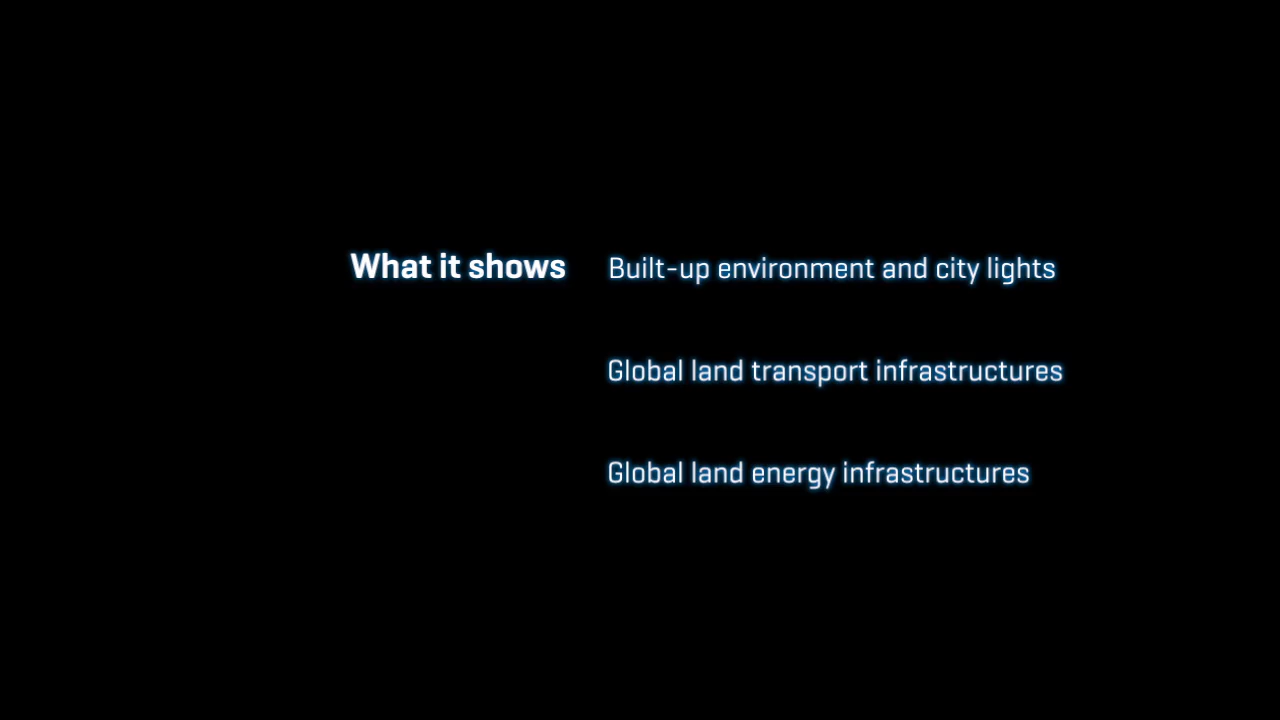 What it shows
Built-up environment and city lights
Global land transport infrastructures
Global land energy infrastructures